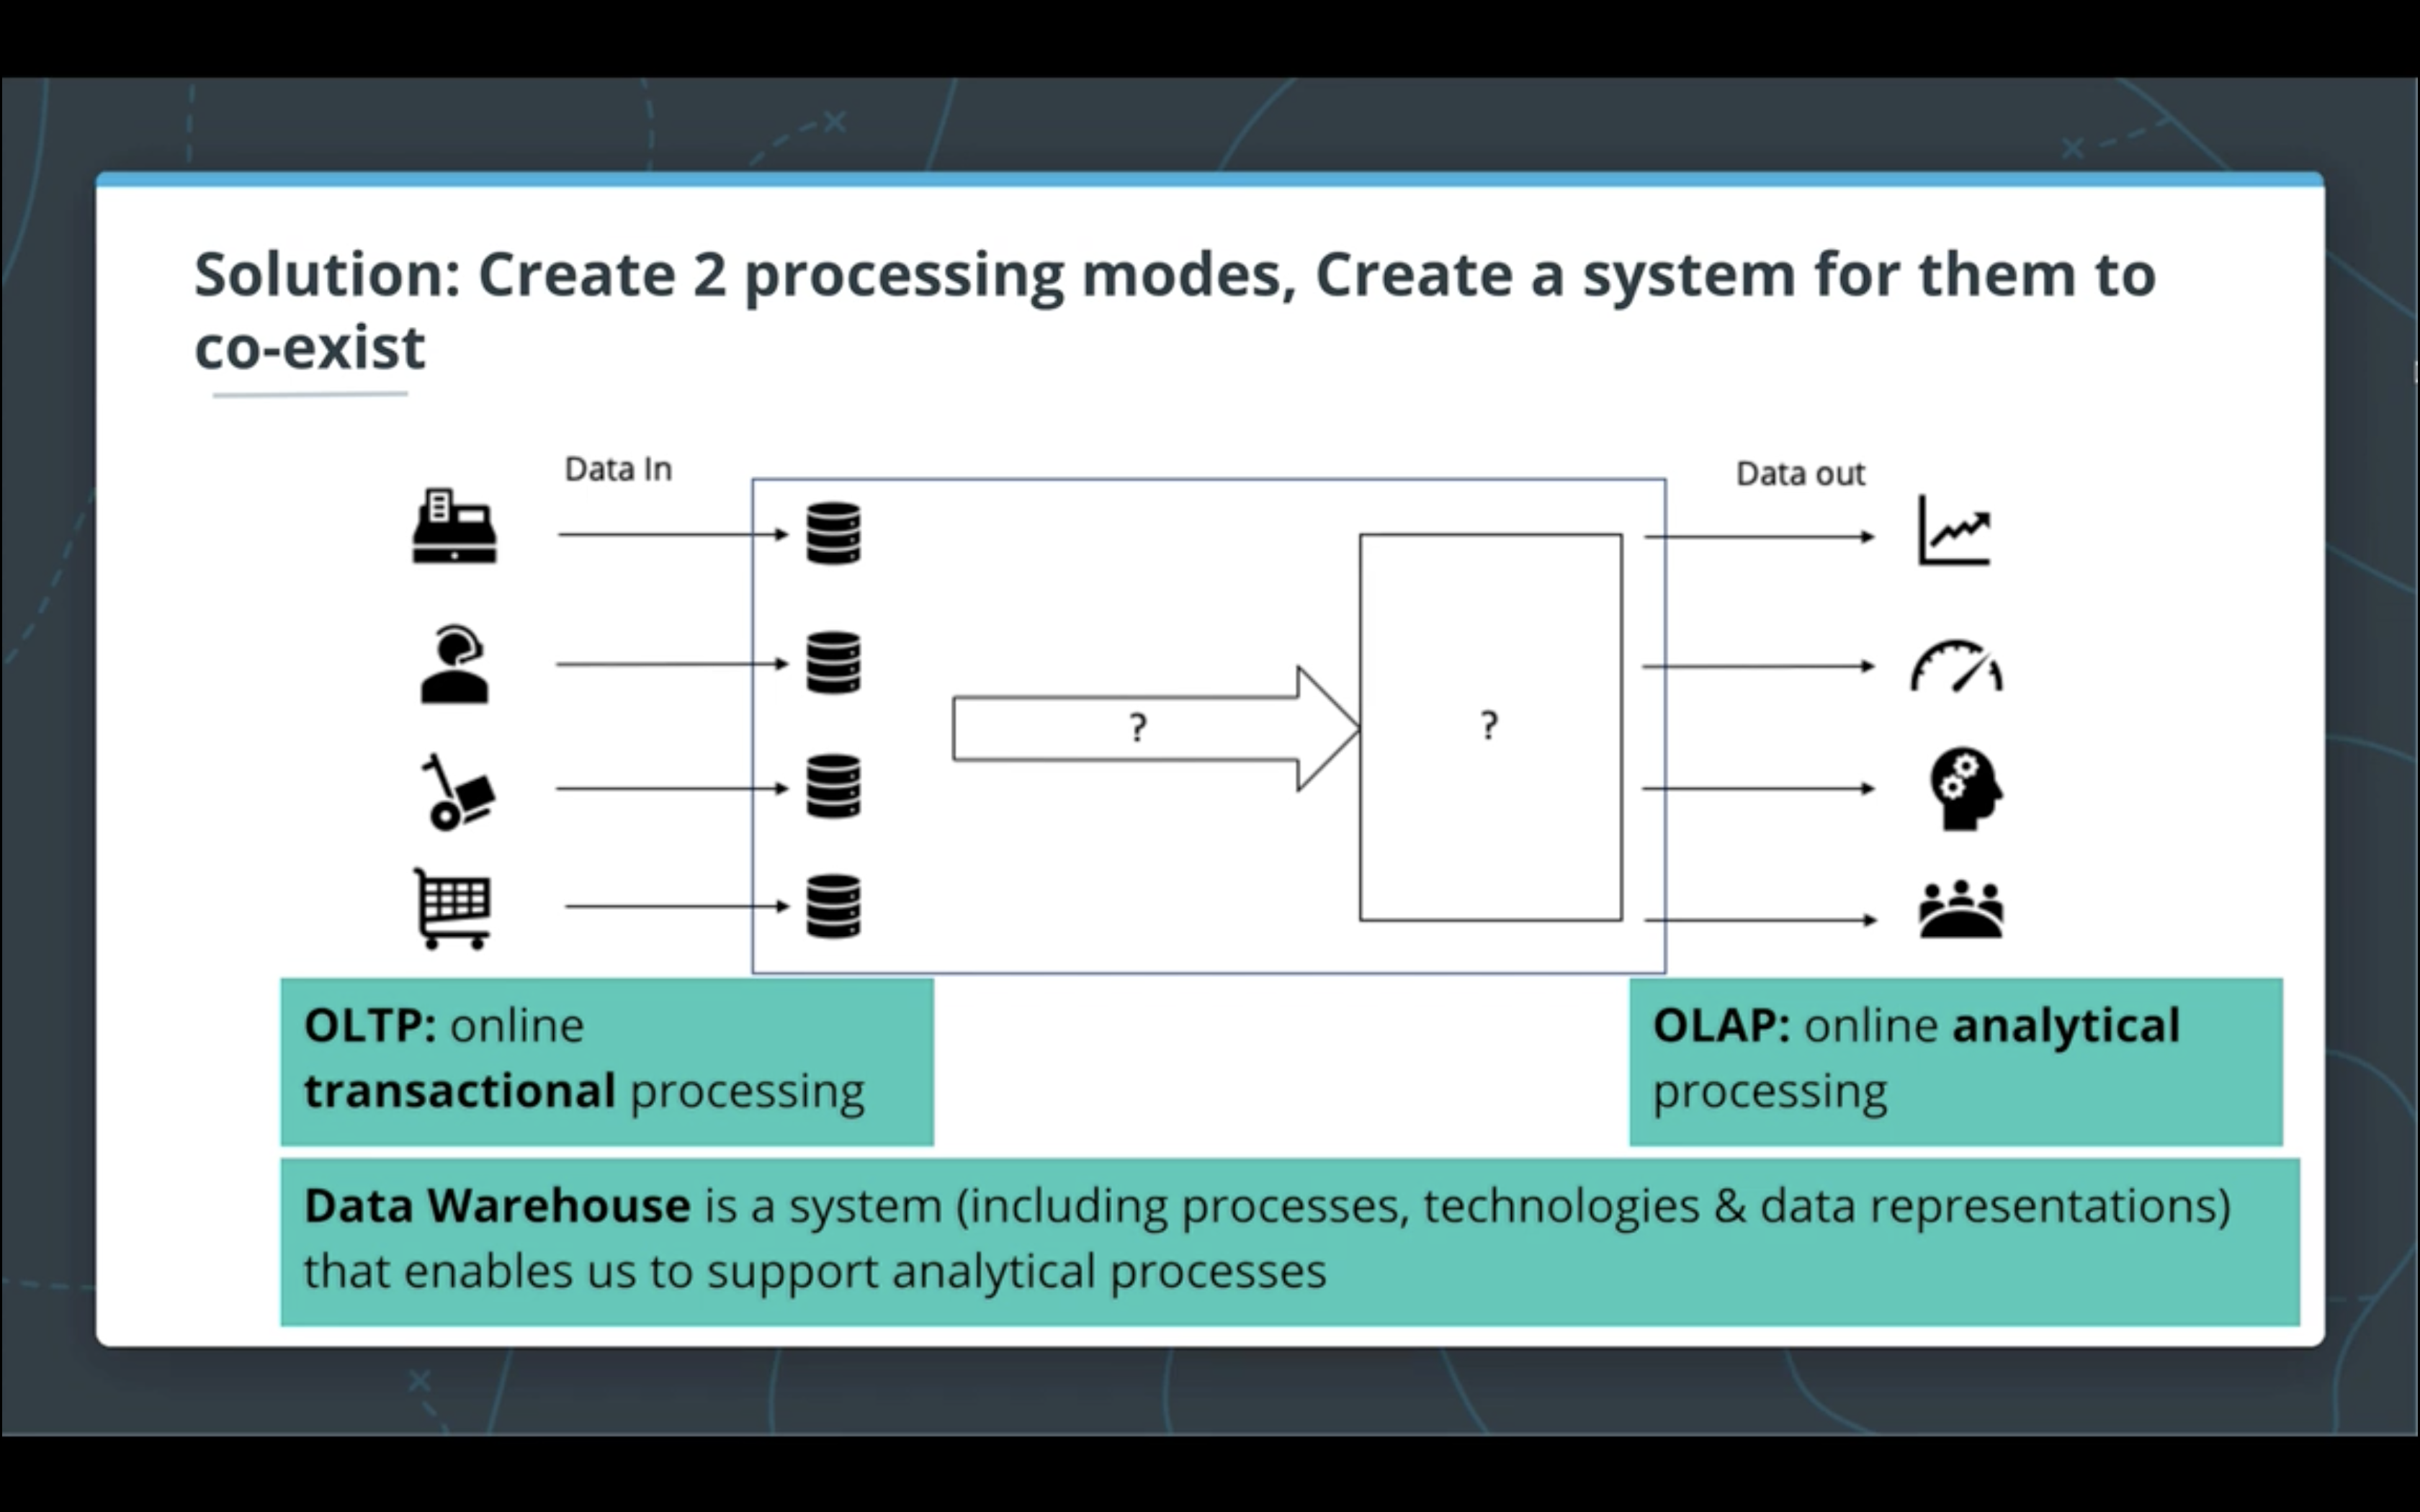 Solution: Create 2 processing modes, Create a system for them to
co-exist
Data In
Data out
?
?
OLTP: online
transactional processing
OLAP: online analytical
processing
Data Warehouse is a system (including processes, technologies & data representations)
that enables us to support analytical processes